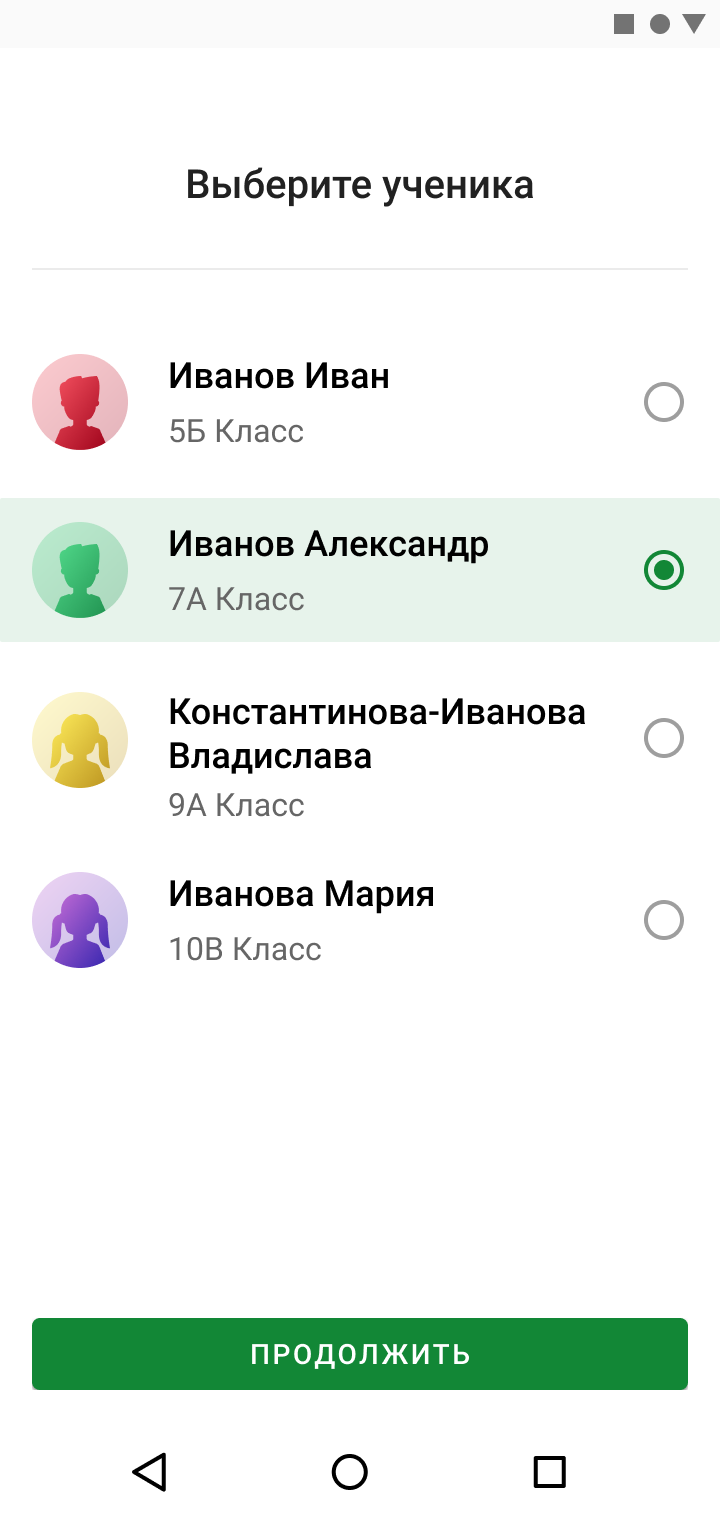 Выберите ученика
Иванов Иван
5Б Класс
Иванов Александр
7А Класс
Константинова-Иванова
Владислава
9А Класс
Иванова Мария
10В Класс
ПРОДОЛЖИТЬ